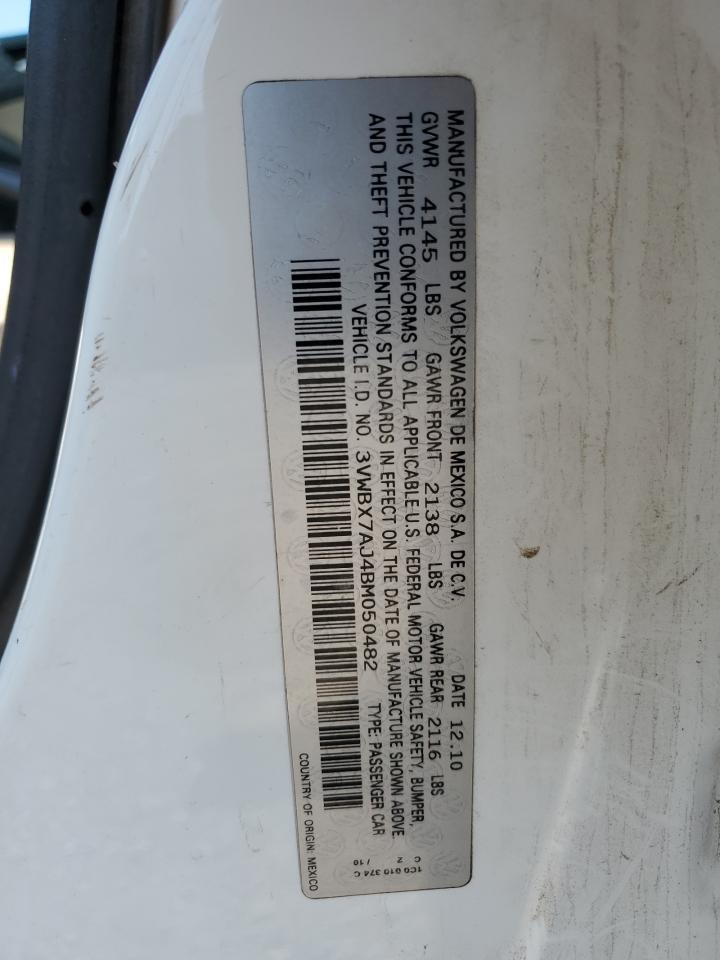 MANUFACTURED BY VOLKSWAGEN DE MEXICO S.A. DE C.V. DATE 12.10
GVWR 4145 LBS GAWR FRONT 2138 LBS GAWR REAR 2116 LBS
THIS VEHICLE CONFORMS TO ALL APPLICABLE U.S. FEDERAL MOTOR VEHICLE SAFETY, BUMPER,
AND THEFT PREVENTION STANDARDS IN EFFECT ON THE DATE OF MANUFACTURE SHOWN ABOVE.
VEHICLE I.D. NO. 3VWBX7AJ4BM050482 TYPE: PASSENGER CAR
COUNTRY OF ORIGIN: MEXICO
1C0 010 374 C
C N
/10